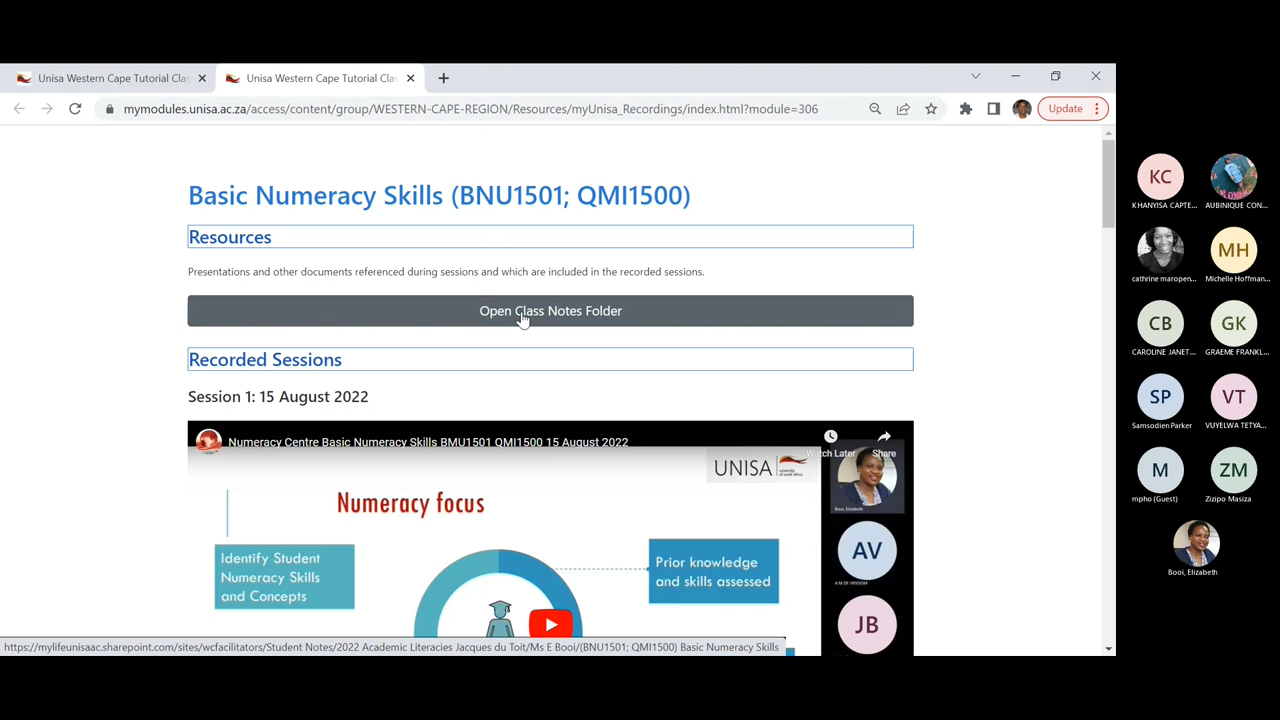 Unisa Western Cape Tutorial Clas
Unisa Western Cape Tutorial Clas
mymodules.unisa.ac.za/access/content/group/WESTERN-CAPE-REGION/Resources/myUnisa_Recordings/index.html?module=306
Update
Basic Numeracy Skills (BNU1501; QMI1500)
Resources
Presentations and other documents referenced during sessions and which are included in the recorded sessions.
Open Class Notes Folder
Recorded Sessions
Session 1: 15 August 2022
Numeracy Centre Basic Numeracy Skills BMU1501 QMI1500 15 August 2022
Watch Later
Share
UNISA
Numeracy focus
Identify Student
Numeracy Skills
and Concepts
Prior knowledge
and skills assessed
Booi, Elizabeth
AV
A M DE VRIDOM
JB
https://mylifeunisaac.sharepoint.com/sites/wcfacilitators/Student Notes/2022 Academic Literacies Jacques du Toit/Ms E Booi/(BNU1501; QMI1500) Basic Numeracy Skills
KC
KHANYISA CAPTE...
AUBINIQUE CON...
cathrine maropen...
MH
Michelle Hoffman...
CB
CAROLINE JANET...
GK
GRAEME FRANKL...
SP
Samsodien Parker
VT
VUYELWA TETYA...
M
mpho (Guest)
ZM
Zizipo Masiza
Booi, Elizabeth